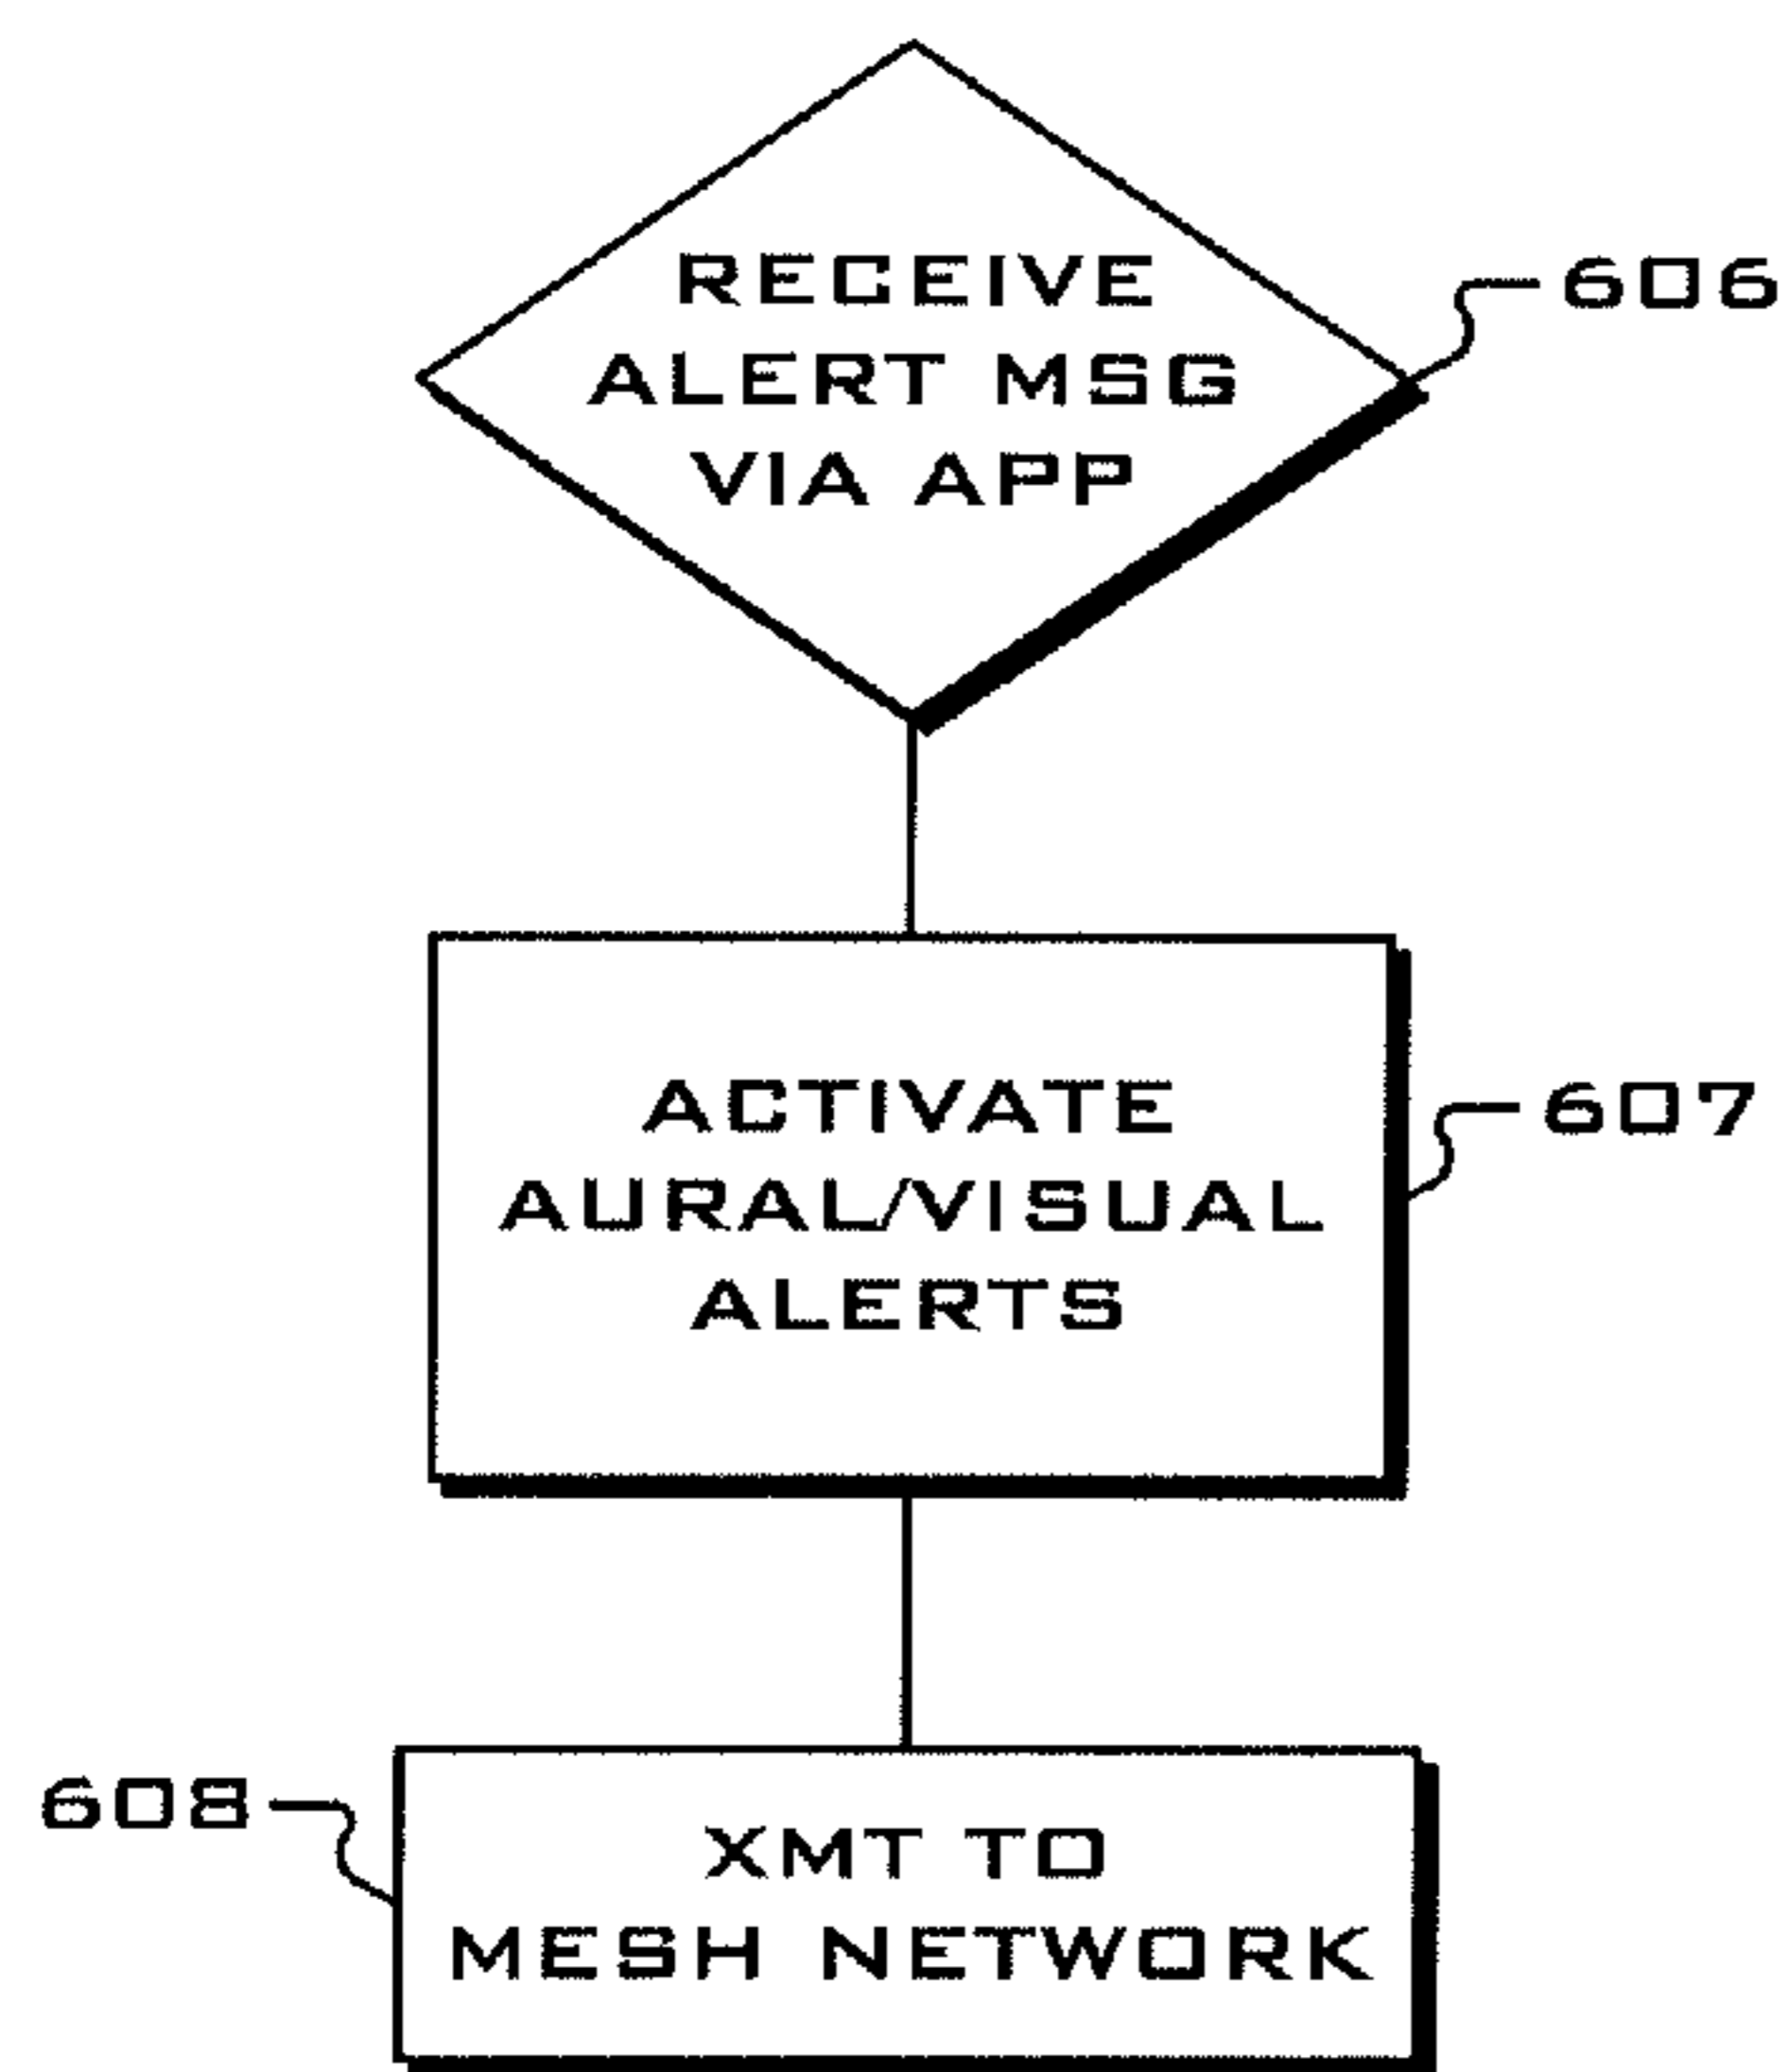 RECEIVE
ALERT MSG
VIA APP
606
ACTIVATE
AURAL/VISUAL
ALERTS
607
608
XMT TO
MESH NETWORK